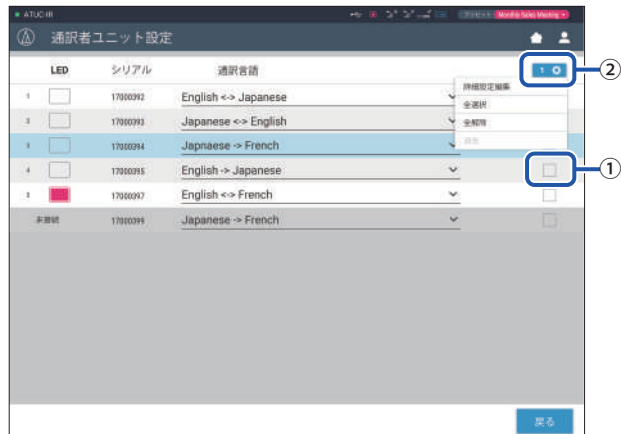 ATUC-IR プリセット Monthly Sales Meeting
通訳者ユニット設定
LED シリアル 通訳言語 1
②
詳細設定編集
全選択
全解除
1 17000392 English <-> Japanese
2 17000393 Japanese <-> English
3 17000394 Japnaese -> French
4 17000395 English -> Japanese
①
5 17000397 English <-> French
未接続 17000399 Japanese -> French
戻る